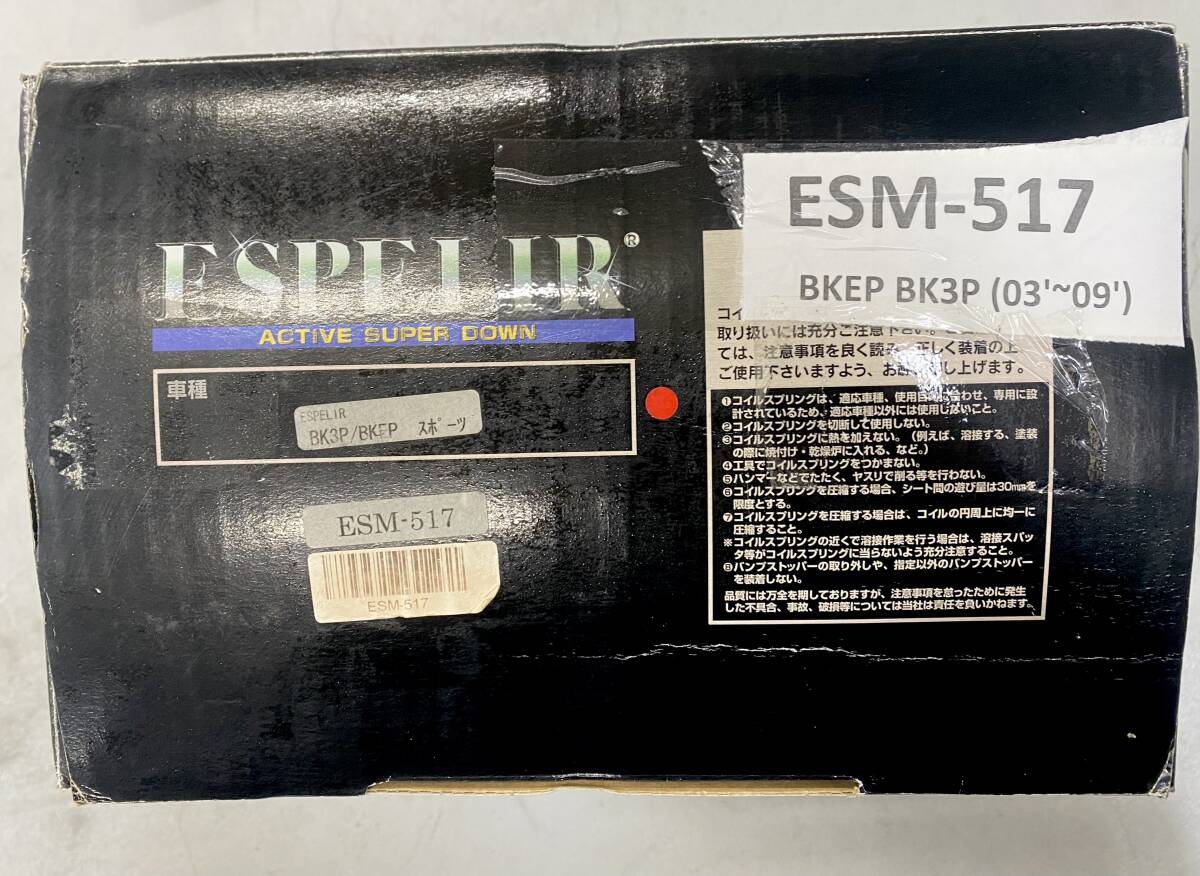 ESPELIR®
ACTIVE SUPER DOWN
車種
ESPELIR
BK3P/BKEP スポーツ
ESM-517
ESM-517
ESM-517
BKEP BK3P (03'~09')
コイ
取り扱いには充分ご注意下さい。
ては、注意事項を良く読み、正しく装着の上
ご使用下さいますよう、お し上げます。
①コイルスプリングは、適応車種、使用目的に合わせ、専用に設
計されているため、適応車種以外には使用しないこと。
②コイルスプリングを切断して使用しない。
③コイルスプリングに熱を加えない。(例えば、溶接する、塗装
の際に焼付け・乾燥炉に入れる、など。)
④工具でコイルスプリングをつかまない。
⑤ハンマーなどでたたく、ヤスリで削る等を行わない。
⑥コイルスプリングを圧縮する場合、シート間の遊び量は30mmを
限度とする。
⑦コイルスプリングを圧縮する場合は、コイルの円周上に均一に
圧縮すること。
※コイルスプリングの近くで溶接作業を行う場合は、溶接スパッ
タ等がコイルスプリングに当らないよう充分注意すること。
⑧バンプストッパーの取り外しや、指定以外のバンプストッパー
を装着しない。
品質には万全を期しておりますが、注意事項を怠ったために発生
した不具合、事故、破損等については当社は責任を負いかねます。